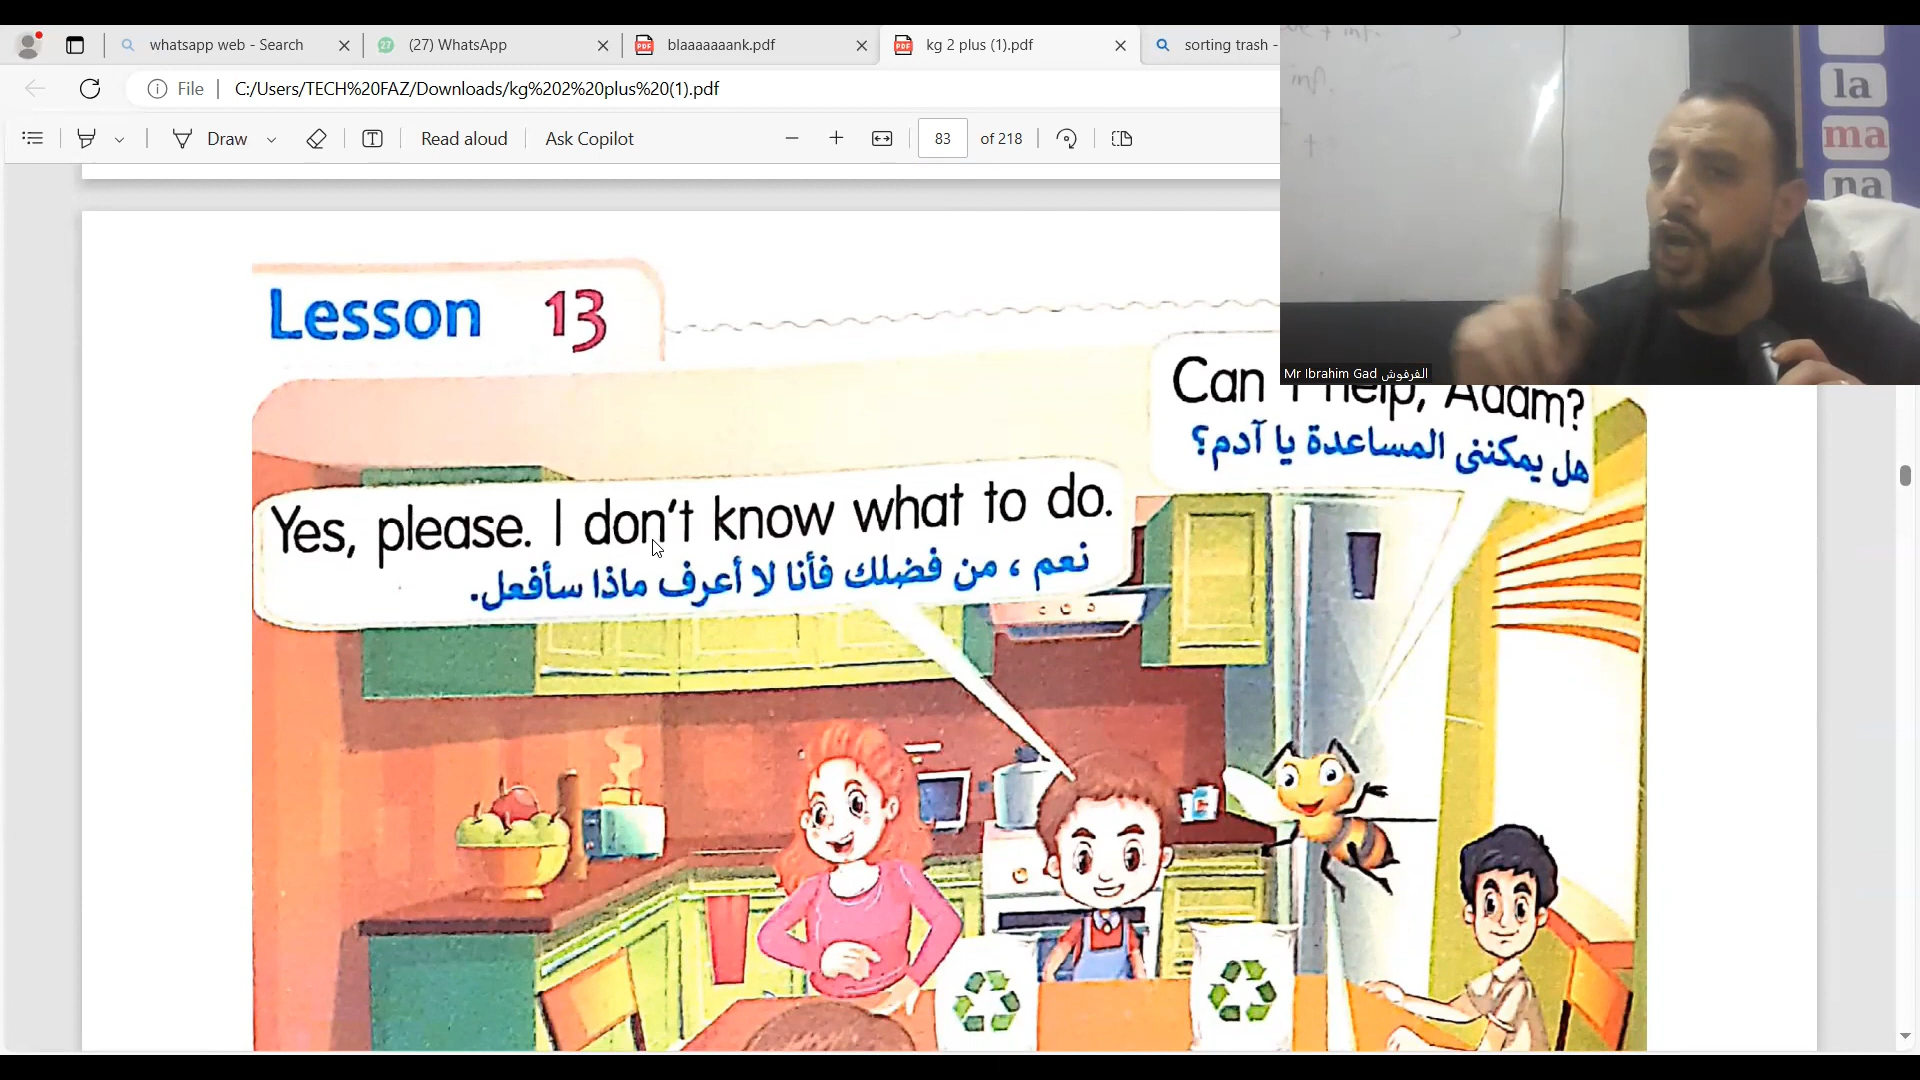 whatsapp web - Search
(27) WhatsApp
blaaaaaaank.pdf
kg 2 plus (1).pdf
sorting trash -
File
C:/Users/TECH%20FAZ/Downloads/kg%202%20plus%20(1).pdf
Draw
Read aloud
Ask Copilot
83
of 218
la
ma
na
Mr Ibrahim Gad الفرفوش
Lesson 13
Can I help, Adam?
هل يمكننى المساعدة يا آدم؟
Yes, please. I don't know what to do.
نعم ، من فضلك فأنا لا أعرف ماذا سأفعل.